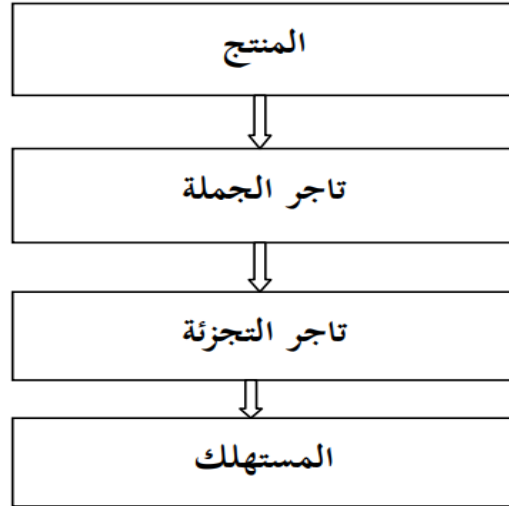 المنتج
تاجر الجملة
تاجر التجزئة
المستهلك